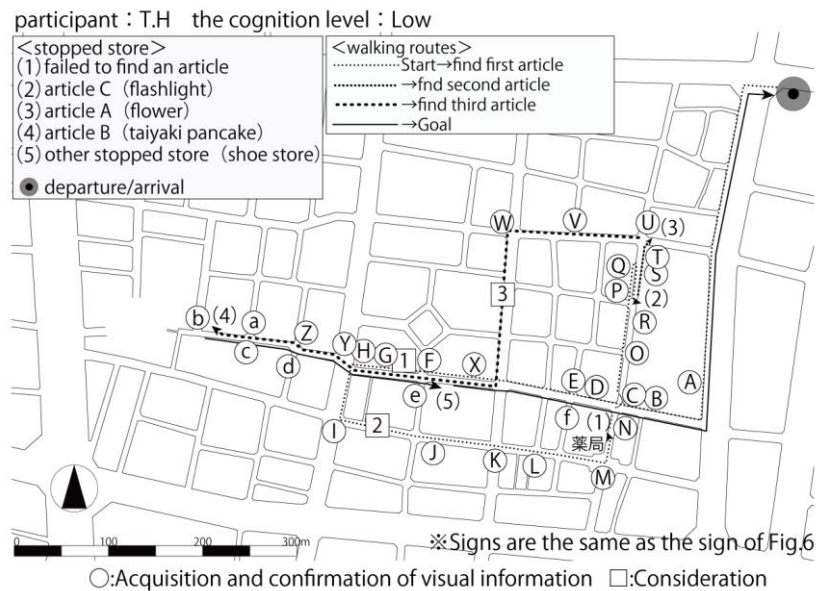 participant：T.H the cognition level：Low
＜stopped store＞
(1) failed to find an article
(2) article C（flashlight）
(3) article A（flower）
(4) article B（taiyaki pancake）
(5) other stopped store（shoe store）
departure/arrival
＜walking routes＞
Start→find first article
→fnd second article
→find third article
→Goal
W V U (3)
T
Q S
3 P (2)
R
b (4) a Z Y H G 1 F X O
c d e (5) E D C B A
f (1) N
I 2 薬局
J K L M
0 100 200 300m
※Signs are the same as the sign of Fig.6
○:Acquisition and confirmation of visual information □:Consideration